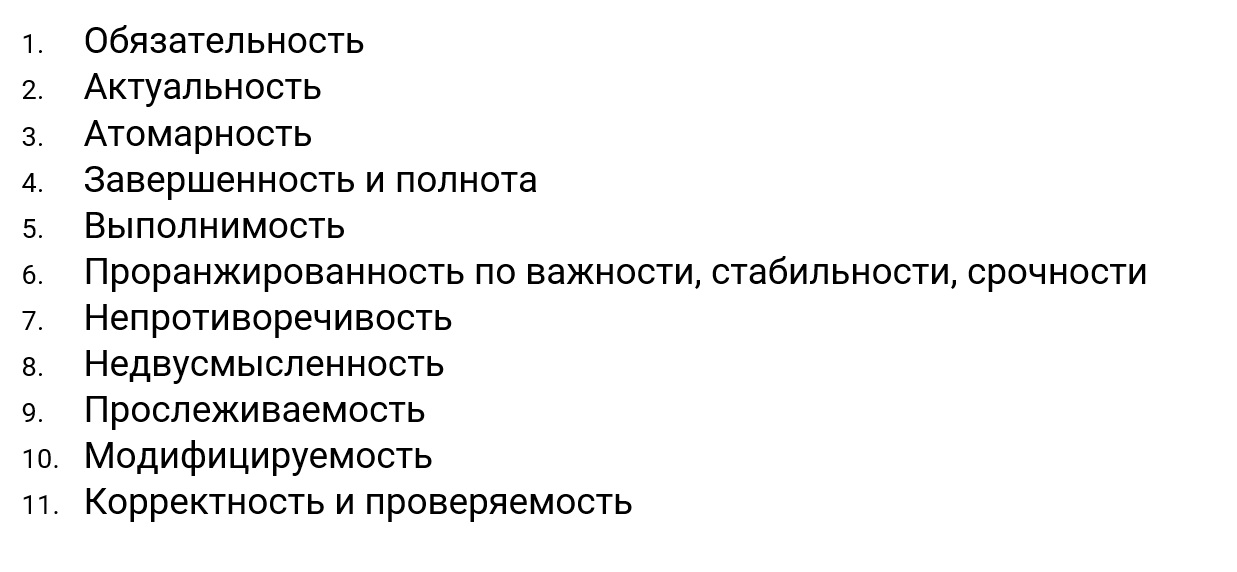 1. Обязательность
2. Актуальность
3. Атомарность
4. Завершенность и полнота
5. Выполнимость
6. Проранжированность по важности, стабильности, срочности
7. Непротиворечивость
8. Недвусмысленность
9. Прослеживаемость
10. Модифицируемость
11. Корректность и проверяемость